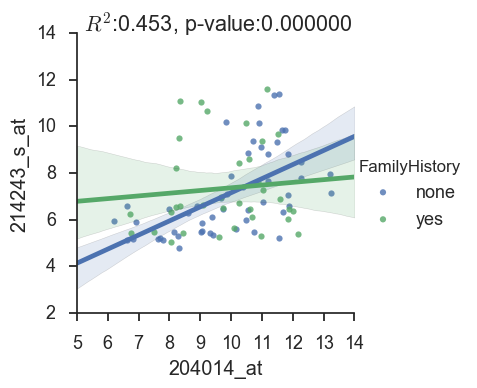 R²:0.453, p-value:0.000000
14
12
10
8
6
4
2
214243_s_at
5 6 7 8 9 10 11 12 13 14
204014_at
FamilyHistory
none
yes